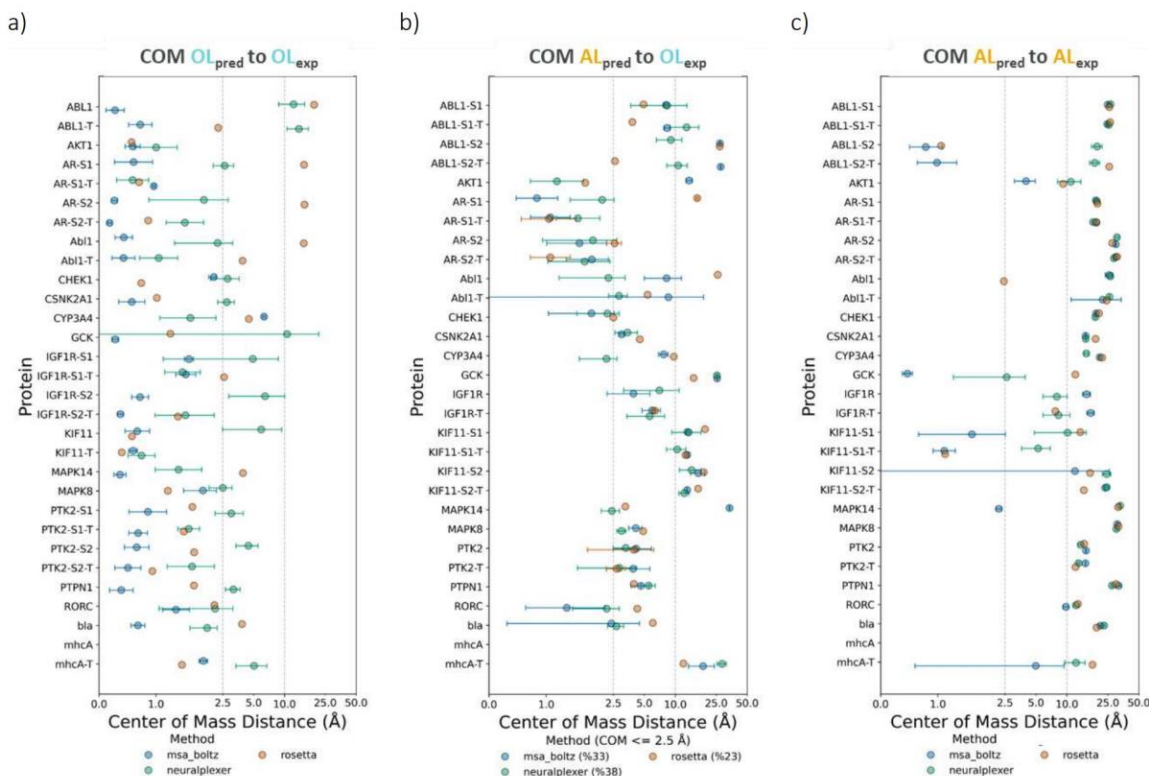 a)
COM OLpred to OLexp
ABL1
ABL1-T
AKT1
AR-S1
AR-S1-T
AR-S2
AR-S2-T
Abl1
Abl1-T
CHEK1
CSNK2A1
CYP3A4
GCK
IGF1R-S1
IGF1R-S1-T
IGF1R-S2
IGF1R-S2-T
KIF11
KIF11-T
MAPK14
MAPK8
PTK2-S1
PTK2-S1-T
PTK2-S2
PTK2-S2-T
PTPN1
RORC
bla
mhcA
mhcA-T
Protein
0.0 1.0 2.5 5.0 10.0 25.0 50.0
Center of Mass Distance (Å)
Method
msa_boltz rosetta
neuralplexer
b)
COM ALpred to OLexp
ABL1-S1
ABL1-S1-T
ABL1-S2
ABL1-S2-T
AKT1
AR-S1
AR-S1-T
AR-S2
AR-S2-T
Abl1
Abl1-T
CHEK1
CSNK2A1
CYP3A4
GCK
IGF1R
IGF1R-T
KIF11-S1
KIF11-S1-T
KIF11-S2
KIF11-S2-T
MAPK14
MAPK8
PTK2
PTK2-T
PTPN1
RORC
bla
mhcA
mhcA-T
Protein
0.0 1.0 2.5 5.0 10.0 25.0 50.0
Center of Mass Distance (Å)
Method (COM <= 2.5 Å)
msa_boltz (%33) rosetta (%23)
neuralplexer (%38)
c)
COM ALpred to ALexp
ABL1-S1
ABL1-S1-T
ABL1-S2
ABL1-S2-T
AKT1
AR-S1
AR-S1-T
AR-S2
AR-S2-T
Abl1
Abl1-T
CHEK1
CSNK2A1
CYP3A4
GCK
IGF1R
IGF1R-T
KIF11-S1
KIF11-S1-T
KIF11-S2
KIF11-S2-T
MAPK14
MAPK8
PTK2
PTK2-T
PTPN1
RORC
bla
mhcA
mhcA-T
Protein
0.0 1.0 2.5 5.0 10.0 25.0 50.0
Center of Mass Distance (Å)
Method
msa_boltz rosetta
neuralplexer